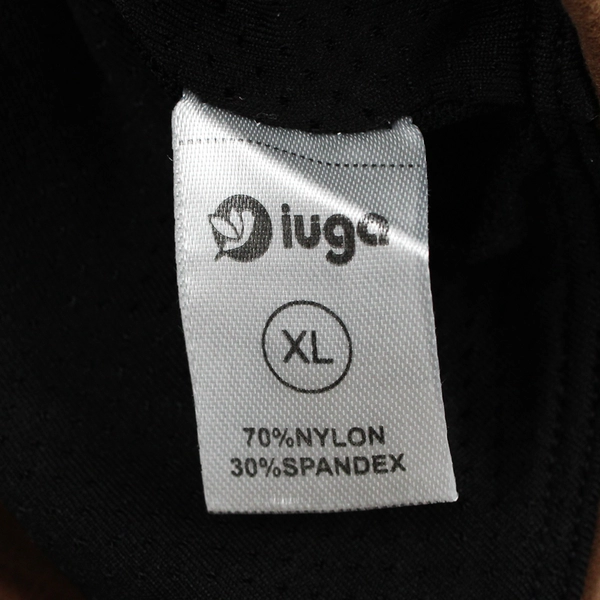 iuga
XL
70%NYLON
30%SPANDEX